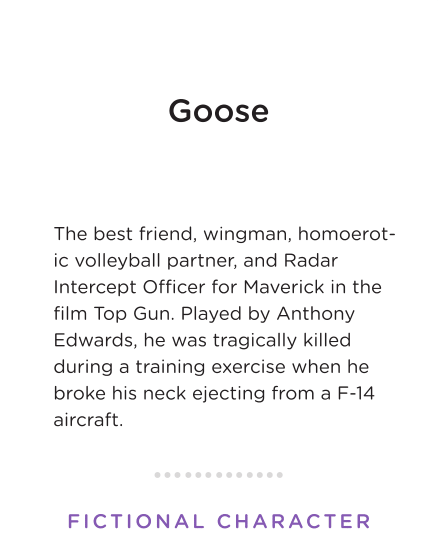 Goose
The best friend, wingman, homoerot-
ic volleyball partner, and Radar
Intercept Officer for Maverick in the
film Top Gun. Played by Anthony
Edwards, he was tragically killed
during a training exercise when he
broke his neck ejecting from a F-14
aircraft.
FICTIONAL CHARACTER